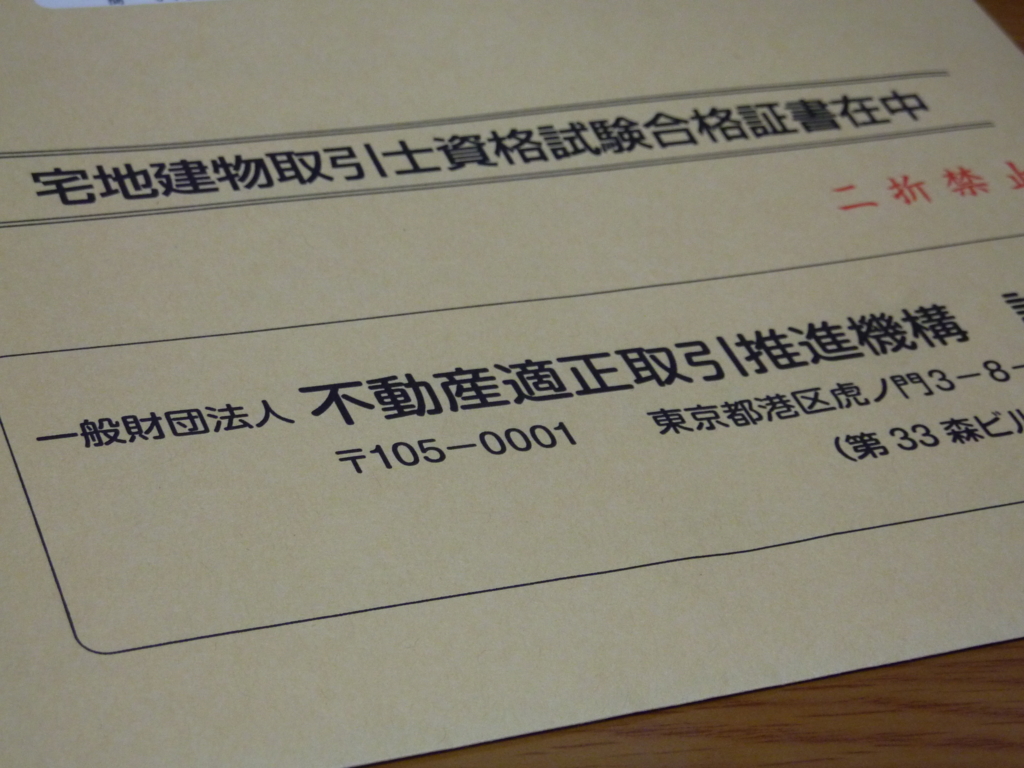 宅地建物取引士資格試験合格証書在中
二折禁止
一般財団法人 不動産適正取引推進機構
〒105-0001 東京都港区虎ノ門3-8-
(第33森ビル